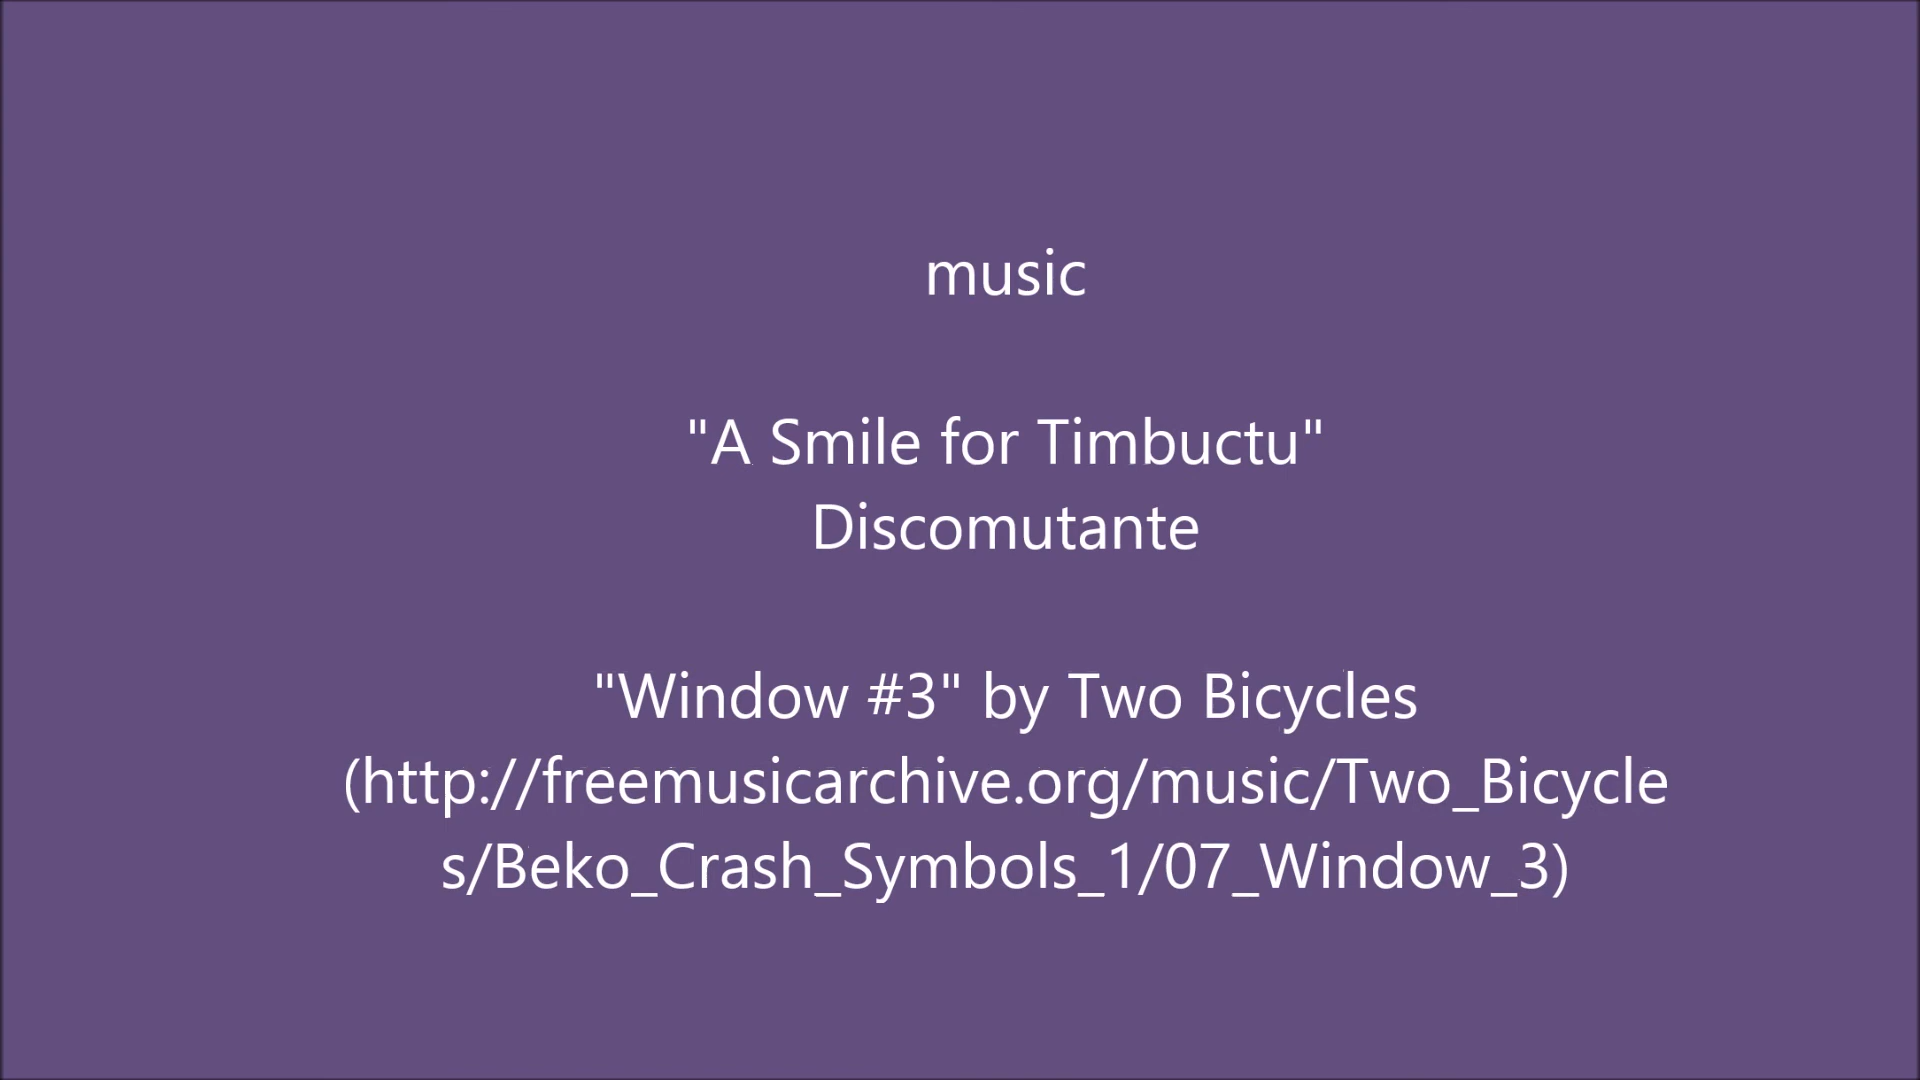 music
"A Smile for Timbuctu"
Discomutante
"Window #3" by Two Bicycles
(http://freemusicarchive.org/music/Two_Bicycle
s/Beko_Crash_Symbols_1/07_Window_3)